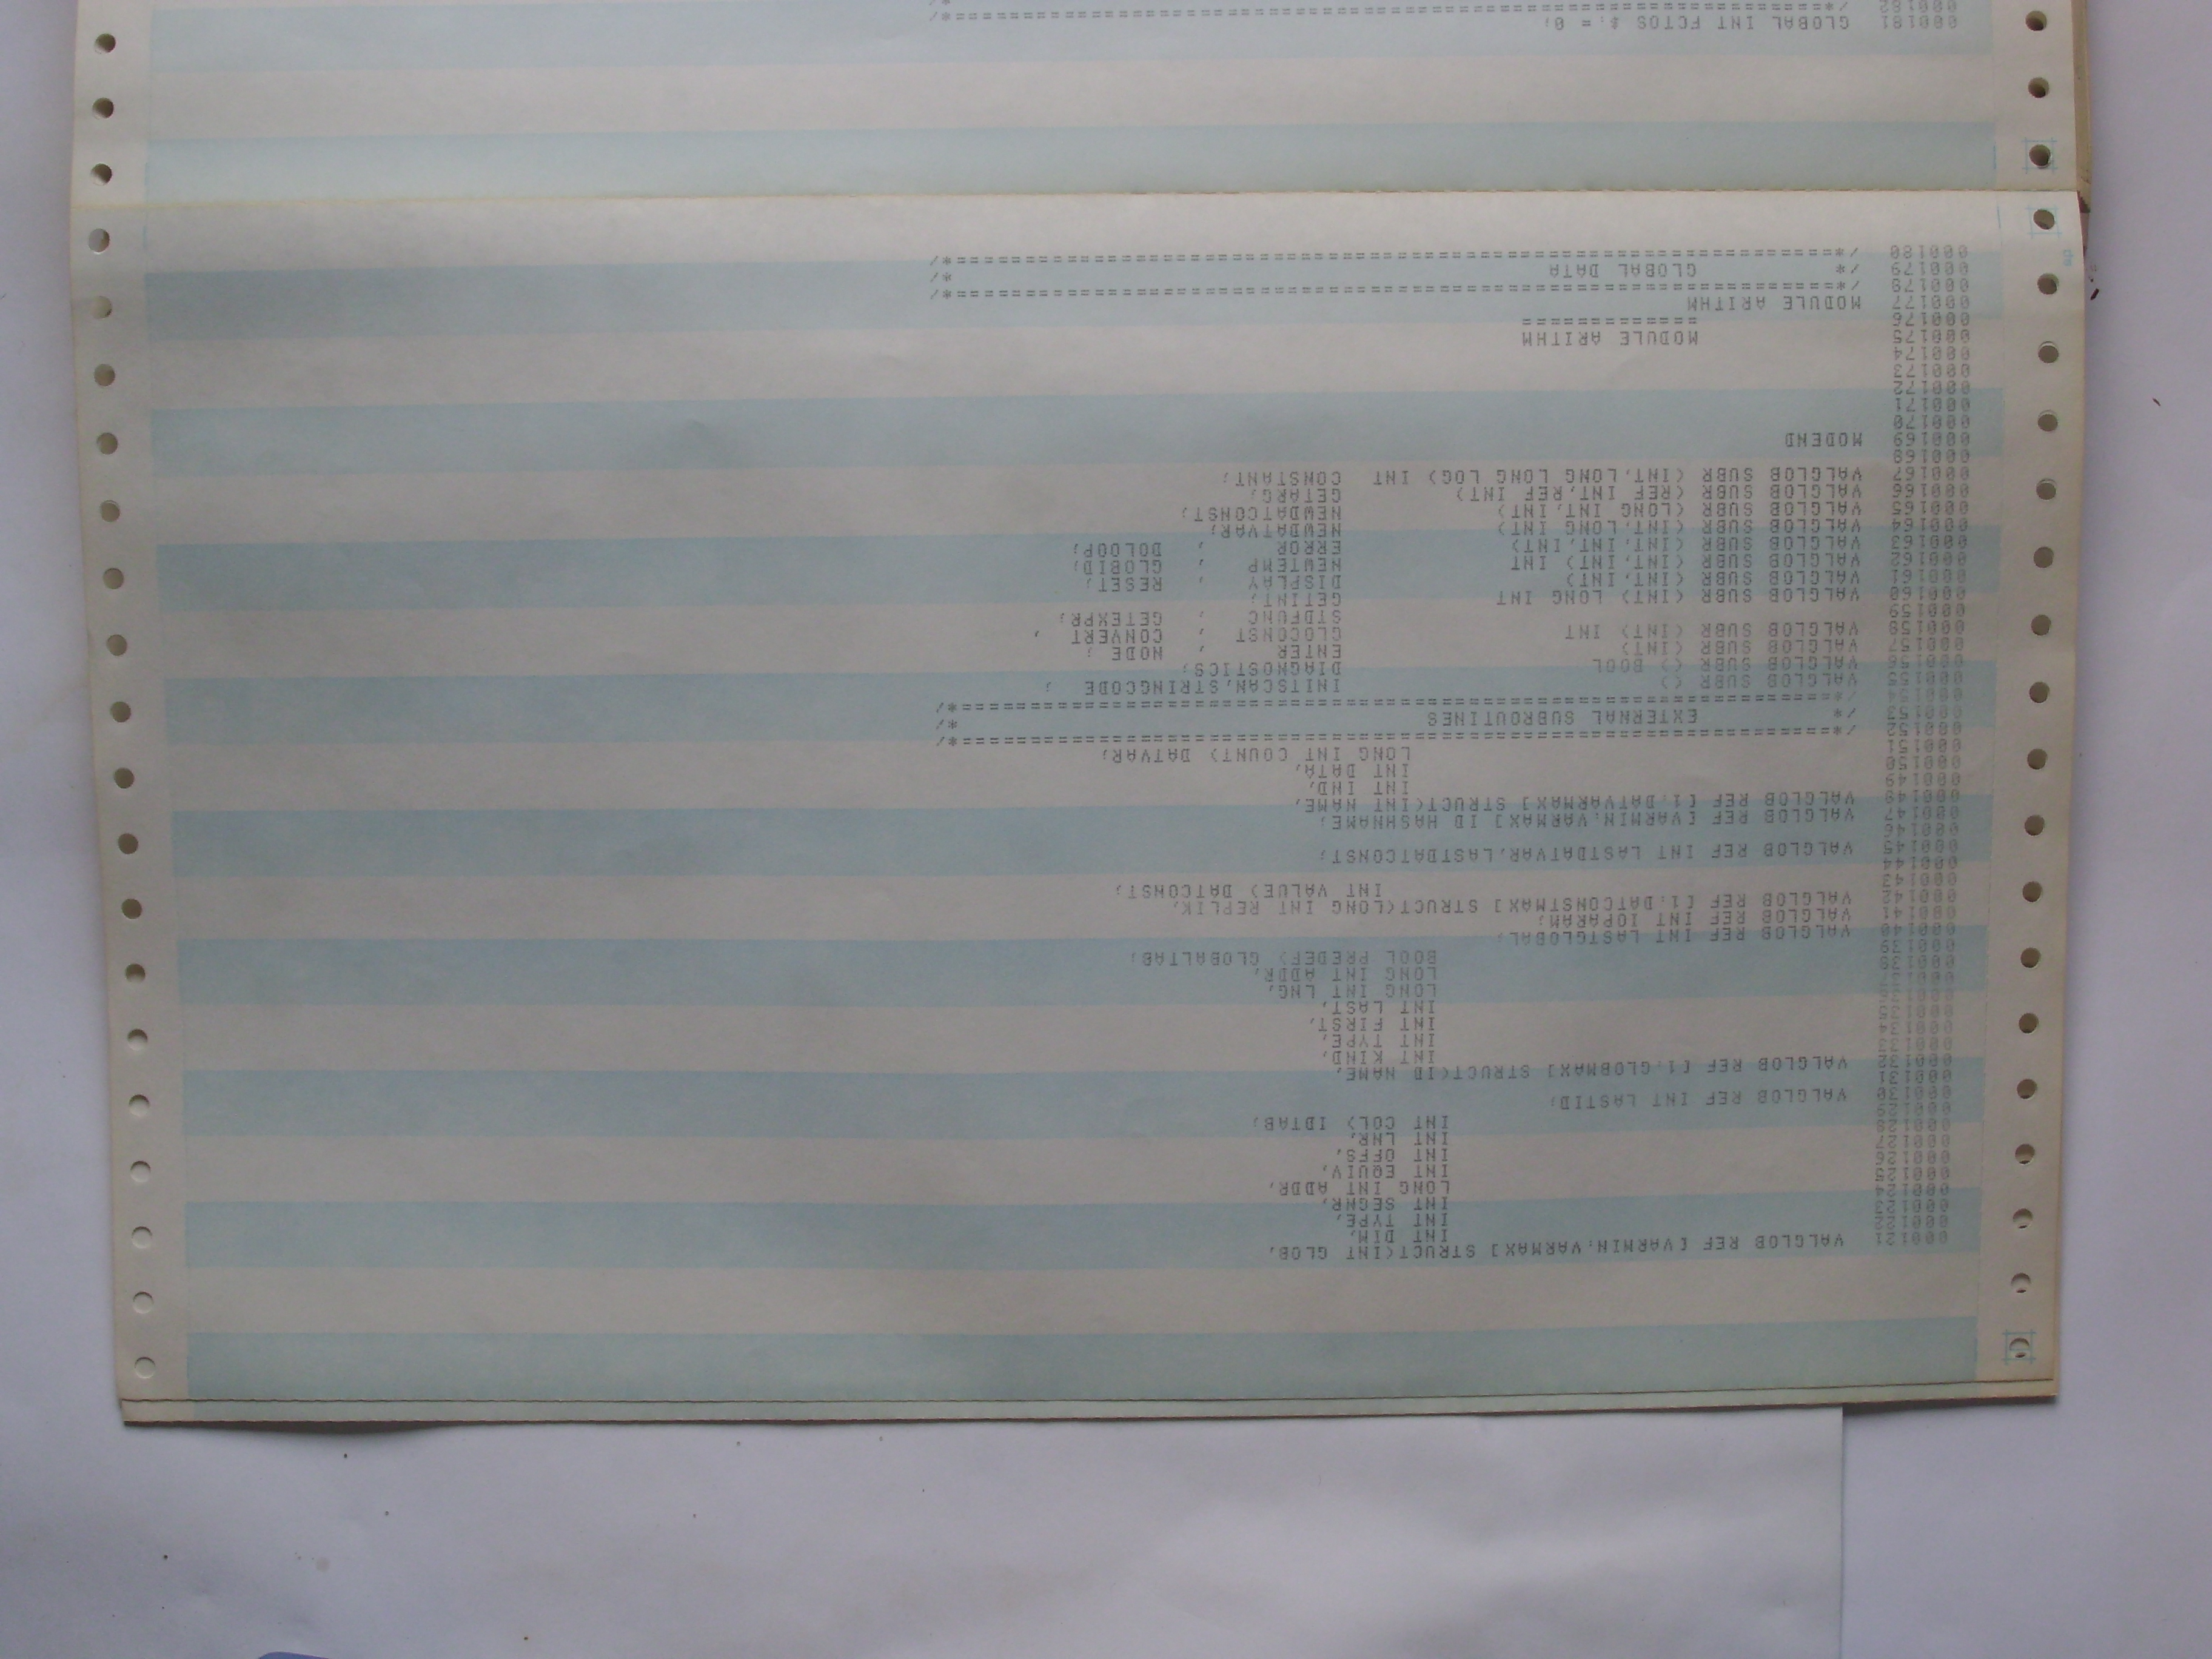 000121 VALGLOB REF [VARMIN:VARMAX] STRUCT(INT GLOB,
000122 INT DIM,
000123 INT TYPE,
000124 INT SEGNR,
000125 LONG INT ADDR,
000126 INT EQUIV,
000127 INT OFFS,
000128 INT LNR,
000129 INT COL) IDTAB;
000130 VALGLOB REF INT LASTID;
000131
000132 VALGLOB REF [1:GLOBMAX] STRUCT(ID NAME,
000133 INT KIND,
000134 INT TYPE,
000135 INT FIRST,
000136 INT LAST,
000137 LONG INT LNG,
000138 LONG INT ADDR,
000139 BOOL PREDEF) GLOBALTAB;
000140 VALGLOB REF INT LASTGLOBAL;
000141 VALGLOB REF INT IOPARAM;
000142 VALGLOB REF [1:DATCONSTMAX] STRUCT(LONG INT REPLIK,
000143 INT VALUE) DATCONST;
000144
000145 VALGLOB REF INT LASTDATVAR,LASTDATCONST;
000146
000147 VALGLOB REF [VARMIN:VARMAX] ID HASHNAME;
000148 VALGLOB REF [1:DATVARMAX] STRUCT(INT NAME,
000149 INT IND,
000150 INT DATA,
000151 LONG INT COUNT) DATVAR;
000152 /*=================================================================*/
000153 /* EXTERNAL SUBROUTINES */
000154 /*=================================================================*/
000155 VALGLOB SUBR () INITSCAN,STRINGCODE ;
000156 VALGLOB SUBR () BOOL DIAGNOSTICS;
000157 VALGLOB SUBR (INT) ENTER , NODE ;
000158 VALGLOB SUBR (INT) INT GLOCONST , CONVERT ,
000159 STDFUNC , GETEXPR;
000160 VALGLOB SUBR (INT) LONG INT GETINT;
000161 VALGLOB SUBR (INT,INT) DISPLAY , RESET;
000162 VALGLOB SUBR (INT,INT) INT NEWTEMP , GLOBID;
000163 VALGLOB SUBR (INT,INT,INT) ERROR , DOLOOP;
000164 VALGLOB SUBR (INT,LONG INT) NEWDATVAR;
000165 VALGLOB SUBR (LONG INT,INT) NEWDATCONST;
000166 VALGLOB SUBR (REF INT,REF INT) GETARG;
000167 VALGLOB SUBR (INT,LONG LONG LOG) INT CONSTANT;
000168
000169 MODEND
000170
000171
000172
000173
000174
000175 MODULE ARITHM
000176 =============
000177 MODULE ARITHM
000178 /*=================================================================*/
000179 /* GLOBAL DATA */
000180 /*=================================================================*/
000181 GLOBAL INT FCTOS $ := 0;
000182 /*=================================================================*/